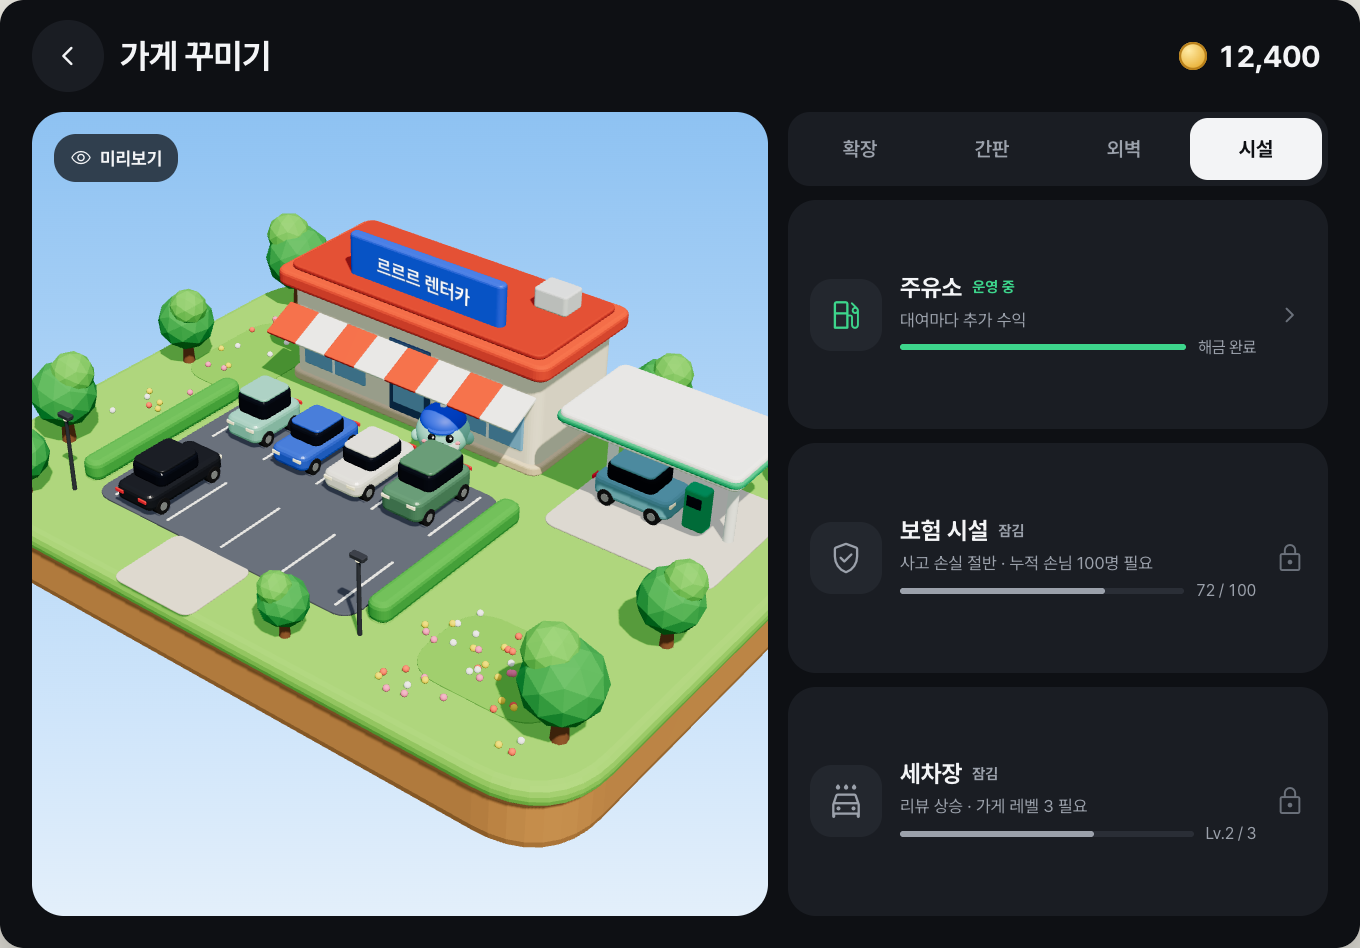 가게 꾸미기
12,400
미리보기
르르르 렌터카
확장
간판
외벽
시설
주유소 운영 중
대여마다 추가 수익
해금 완료
보험 시설 잠김
사고 손실 절반 · 누적 손님 100명 필요
72 / 100
세차장 잠김
리뷰 상승 · 가게 레벨 3 필요
Lv.2 / 3